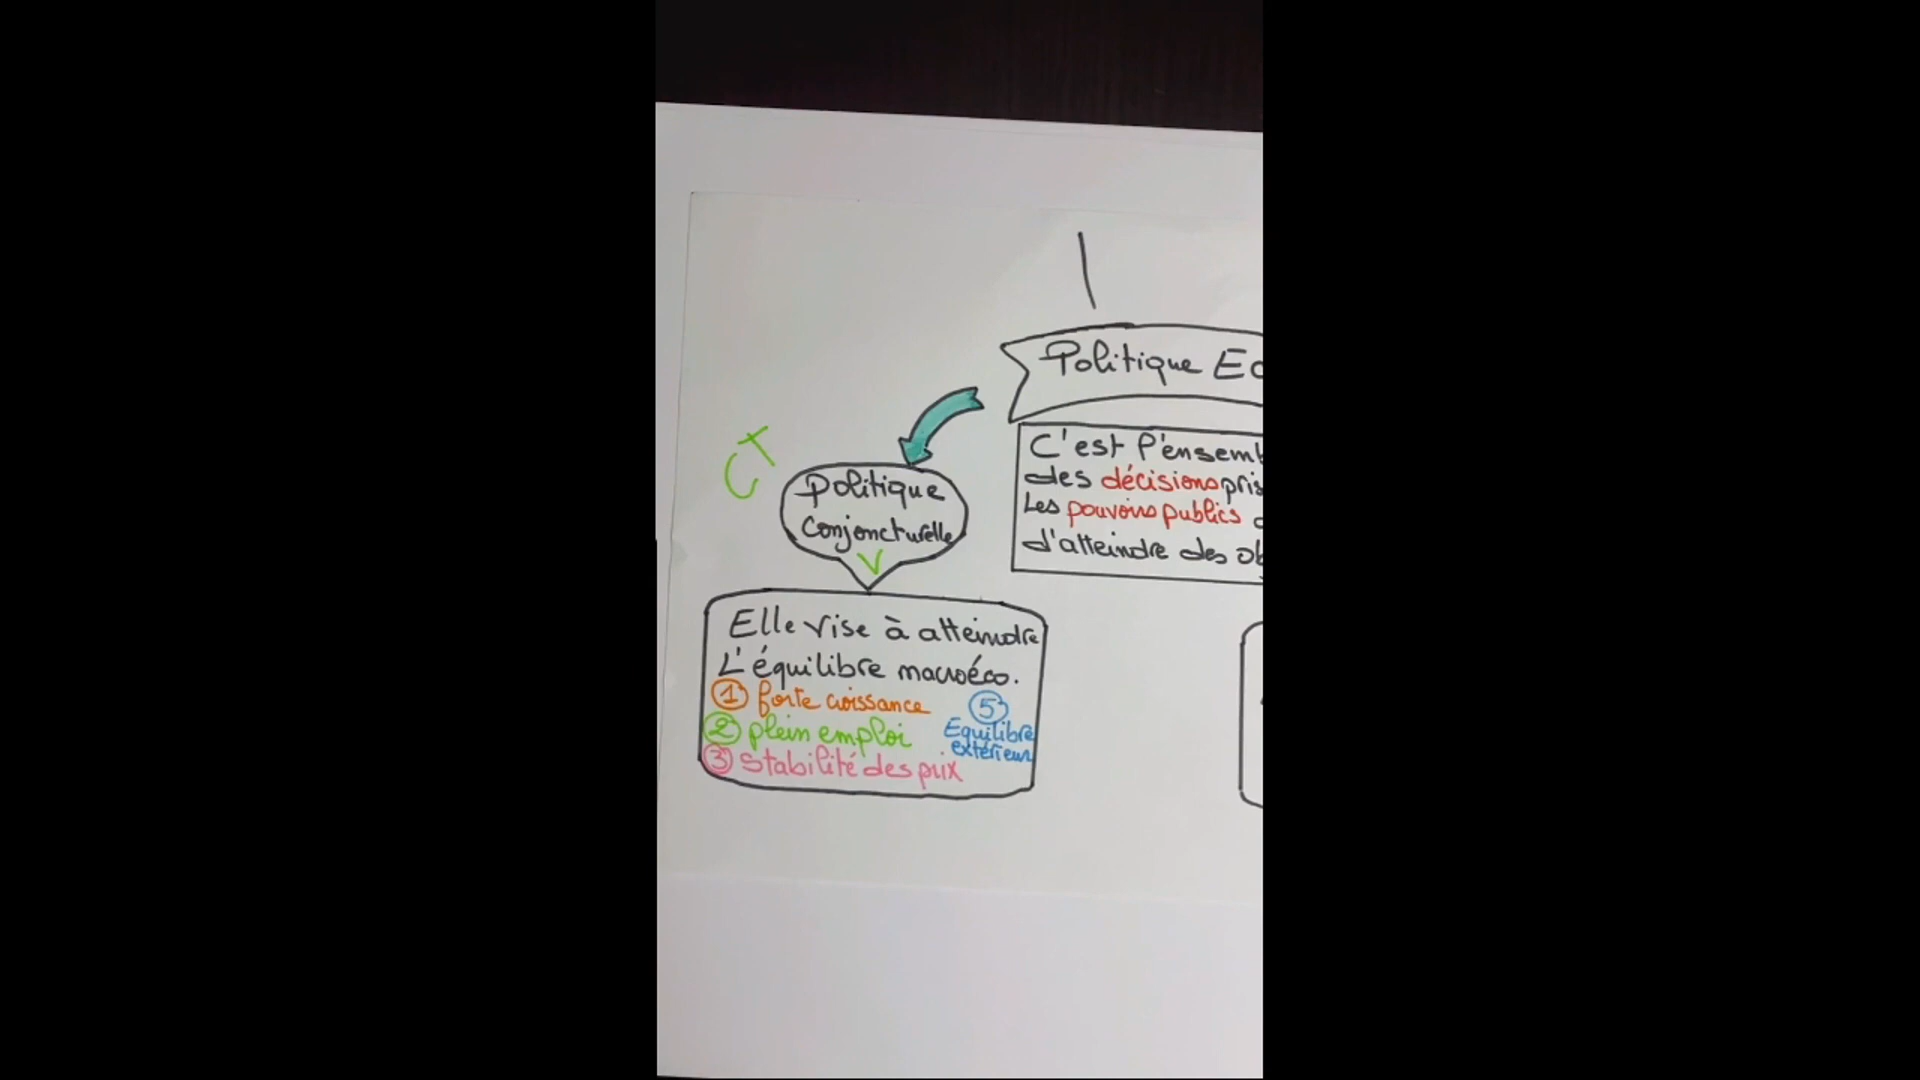 Politique Ec
C'est l'ensemb
des décisions pris
Les pouvoirs publics
d'atteindre des ob
CT
Politique
Conjoncturelle
V
Elle vise à atteindre
L'équilibre macroéco.
1 forte croissance
2 plein emploi
3 Stabilité des prix
5
Equilibre
extérieur